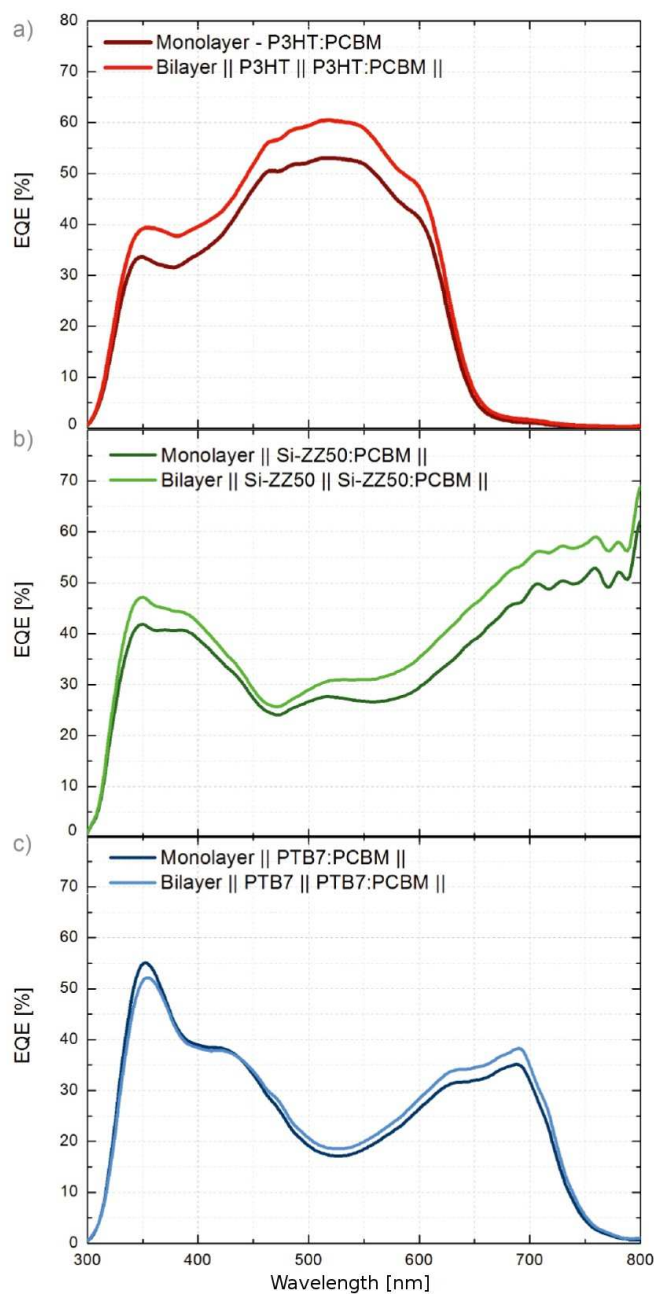 a)
80
Monolayer - P3HT:PCBM
Bilayer || P3HT || P3HT:PCBM ||
70
60
50
EQE [%]
40
30
20
10
0
b)
Monolayer || Si-ZZ50:PCBM ||
Bilayer || Si-ZZ50 || Si-ZZ50:PCBM ||
70
60
50
EQE [%]
40
30
20
10
0
c)
Monolayer || PTB7:PCBM ||
Bilayer || PTB7 || PTB7:PCBM ||
70
60
50
EQE [%]
40
30
20
10
0
300 400 500 600 700 800
Wavelength [nm]